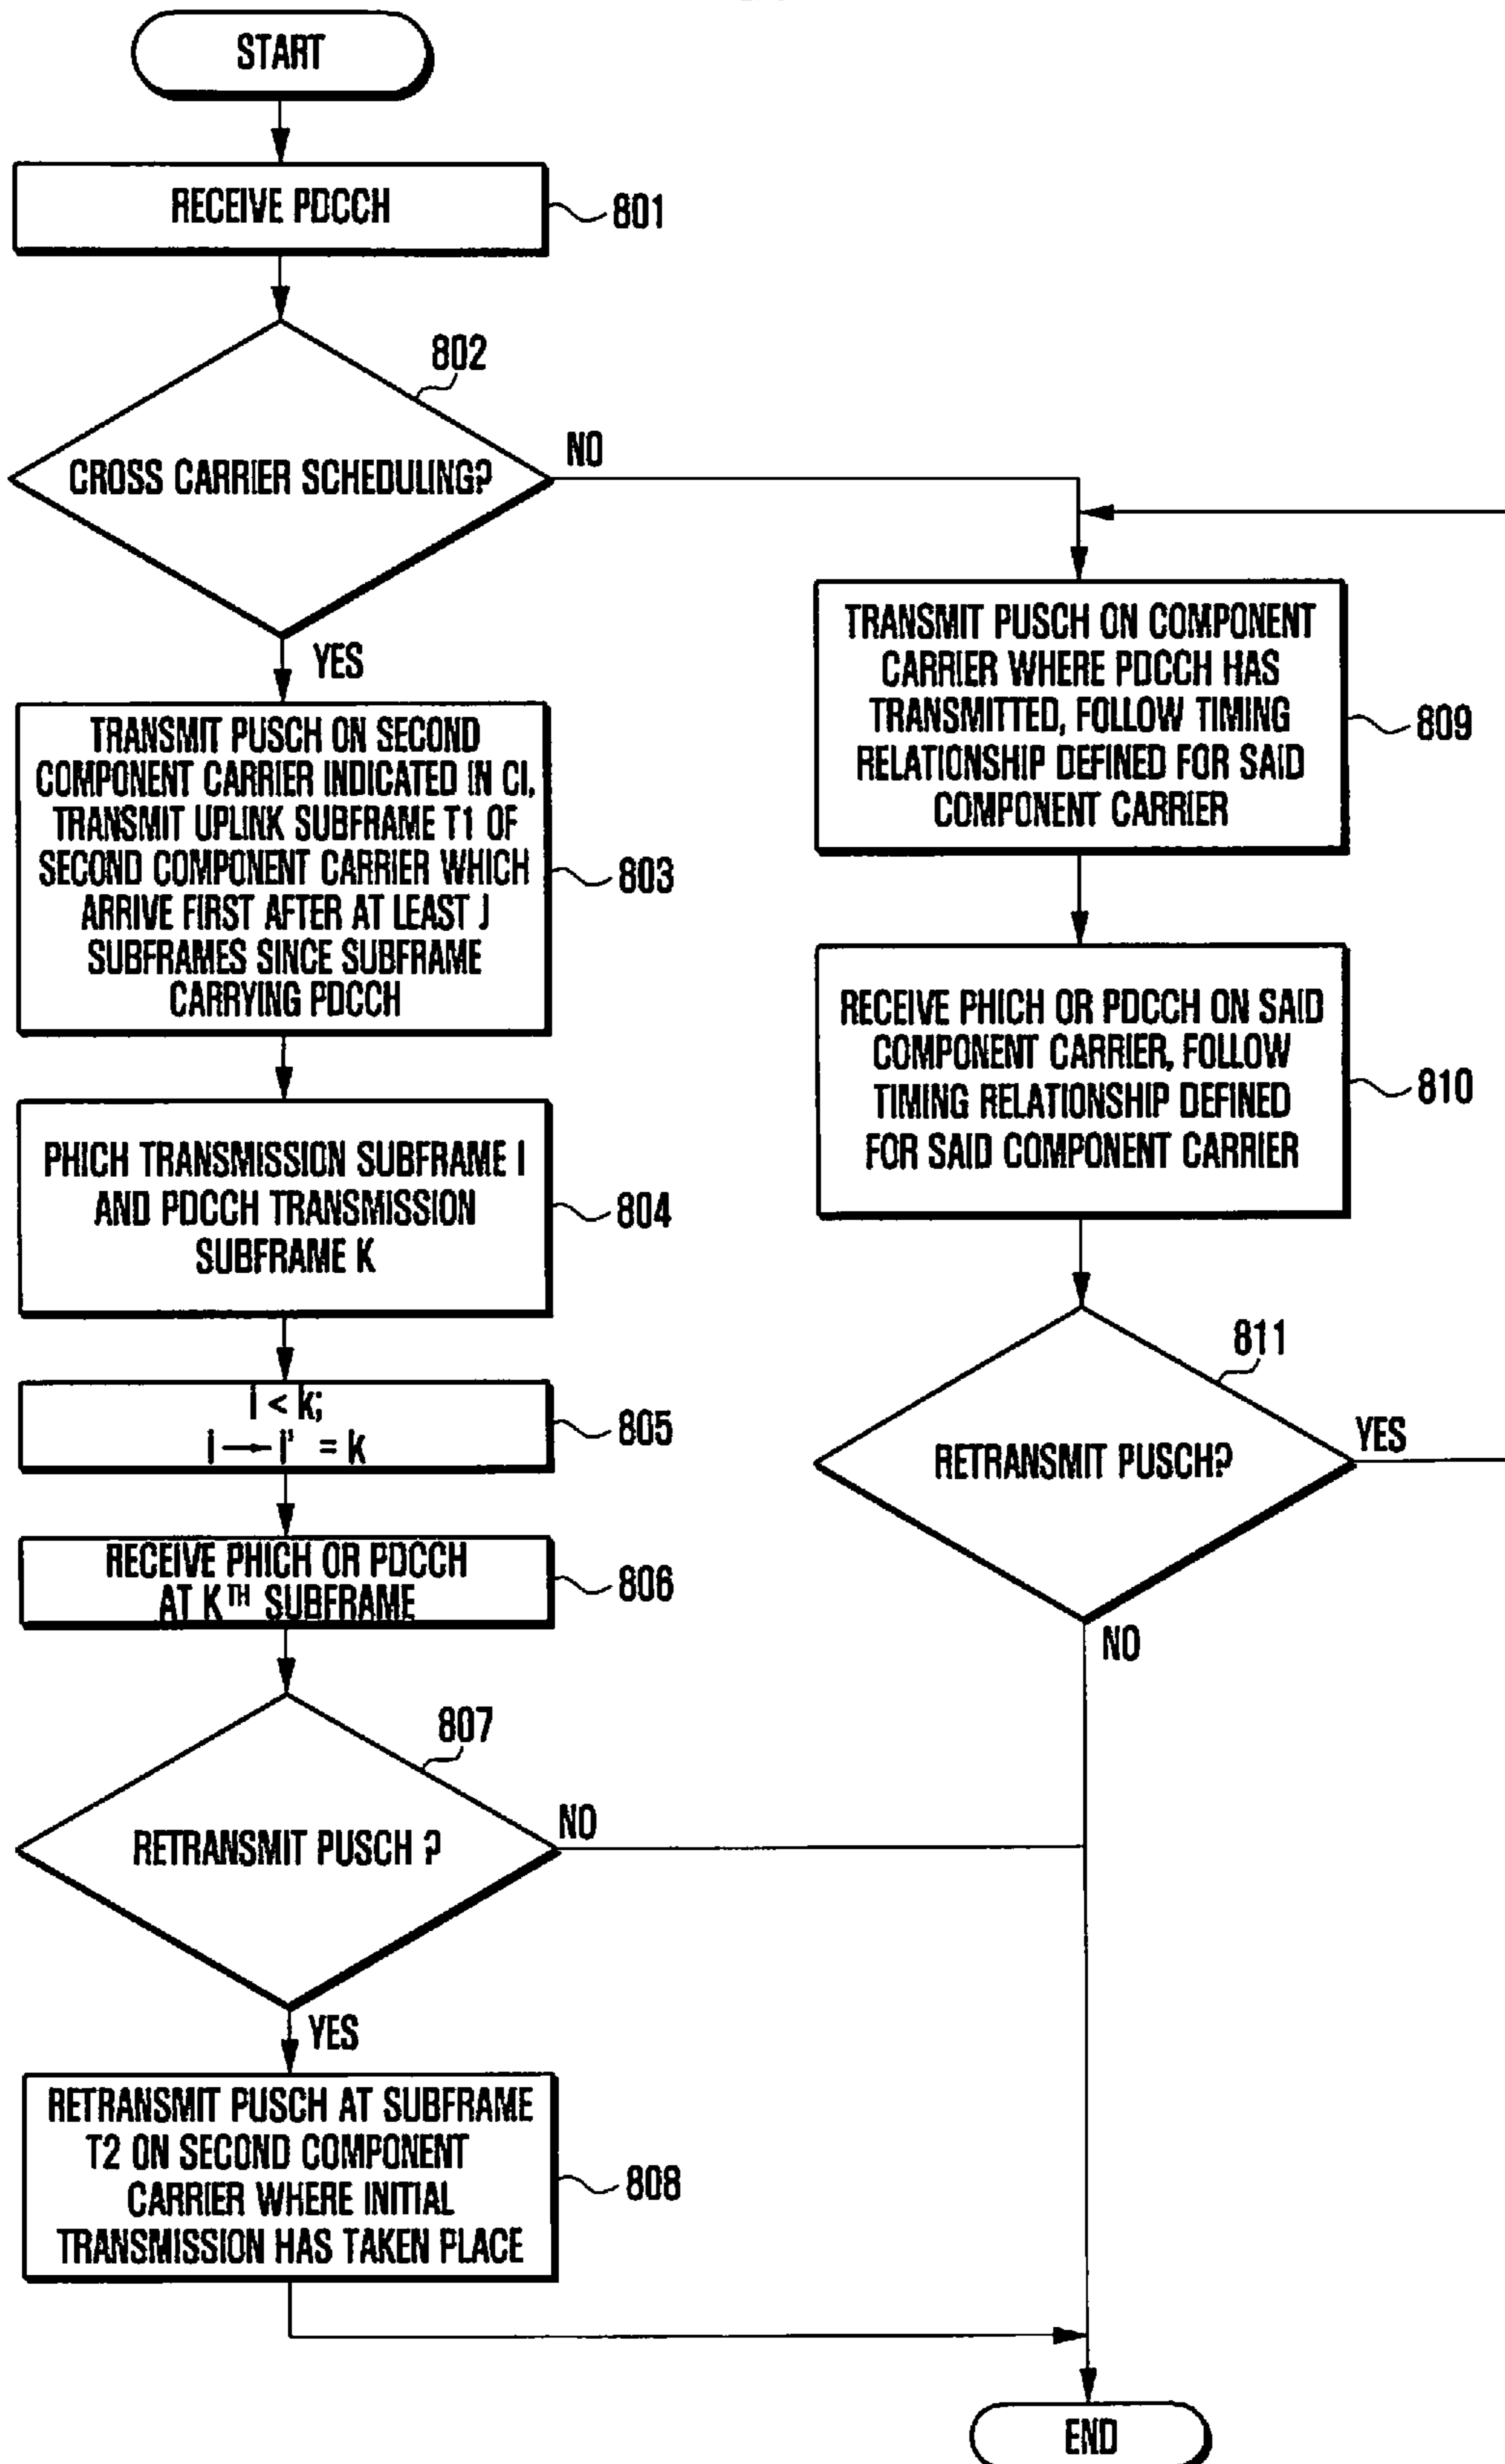 START
RECEIVE PDCCH
801
802
CROSS CARRIER SCHEDULING?
NO
YES
TRANSMIT PUSCH ON SECOND
COMPONENT CARRIER INDICATED IN CI,
TRANSMIT UPLINK SUBFRAME T1 OF
SECOND COMPONENT CARRIER WHICH
ARRIVE FIRST AFTER AT LEAST J
SUBFRAMES SINCE SUBFRAME
CARRYING PDCCH
803
PHICH TRANSMISSION SUBFRAME I
AND PDCCH TRANSMISSION
SUBFRAME K
804
i < k;
i → i' = k
805
RECEIVE PHICH OR PDCCH
AT KTH SUBFRAME
806
807
RETRANSMIT PUSCH ?
NO
YES
RETRANSMIT PUSCH AT SUBFRAME
T2 ON SECOND COMPONENT
CARRIER WHERE INITIAL
TRANSMISSION HAS TAKEN PLACE
808
TRANSMIT PUSCH ON COMPONENT
CARRIER WHERE PDCCH HAS
TRANSMITTED, FOLLOW TIMING
RELATIONSHIP DEFINED FOR SAID
COMPONENT CARRIER
809
RECEIVE PHICH OR PDCCH ON SAID
COMPONENT CARRIER, FOLLOW
TIMING RELATIONSHIP DEFINED
FOR SAID COMPONENT CARRIER
810
811
RETRANSMIT PUSCH?
YES
NO
END